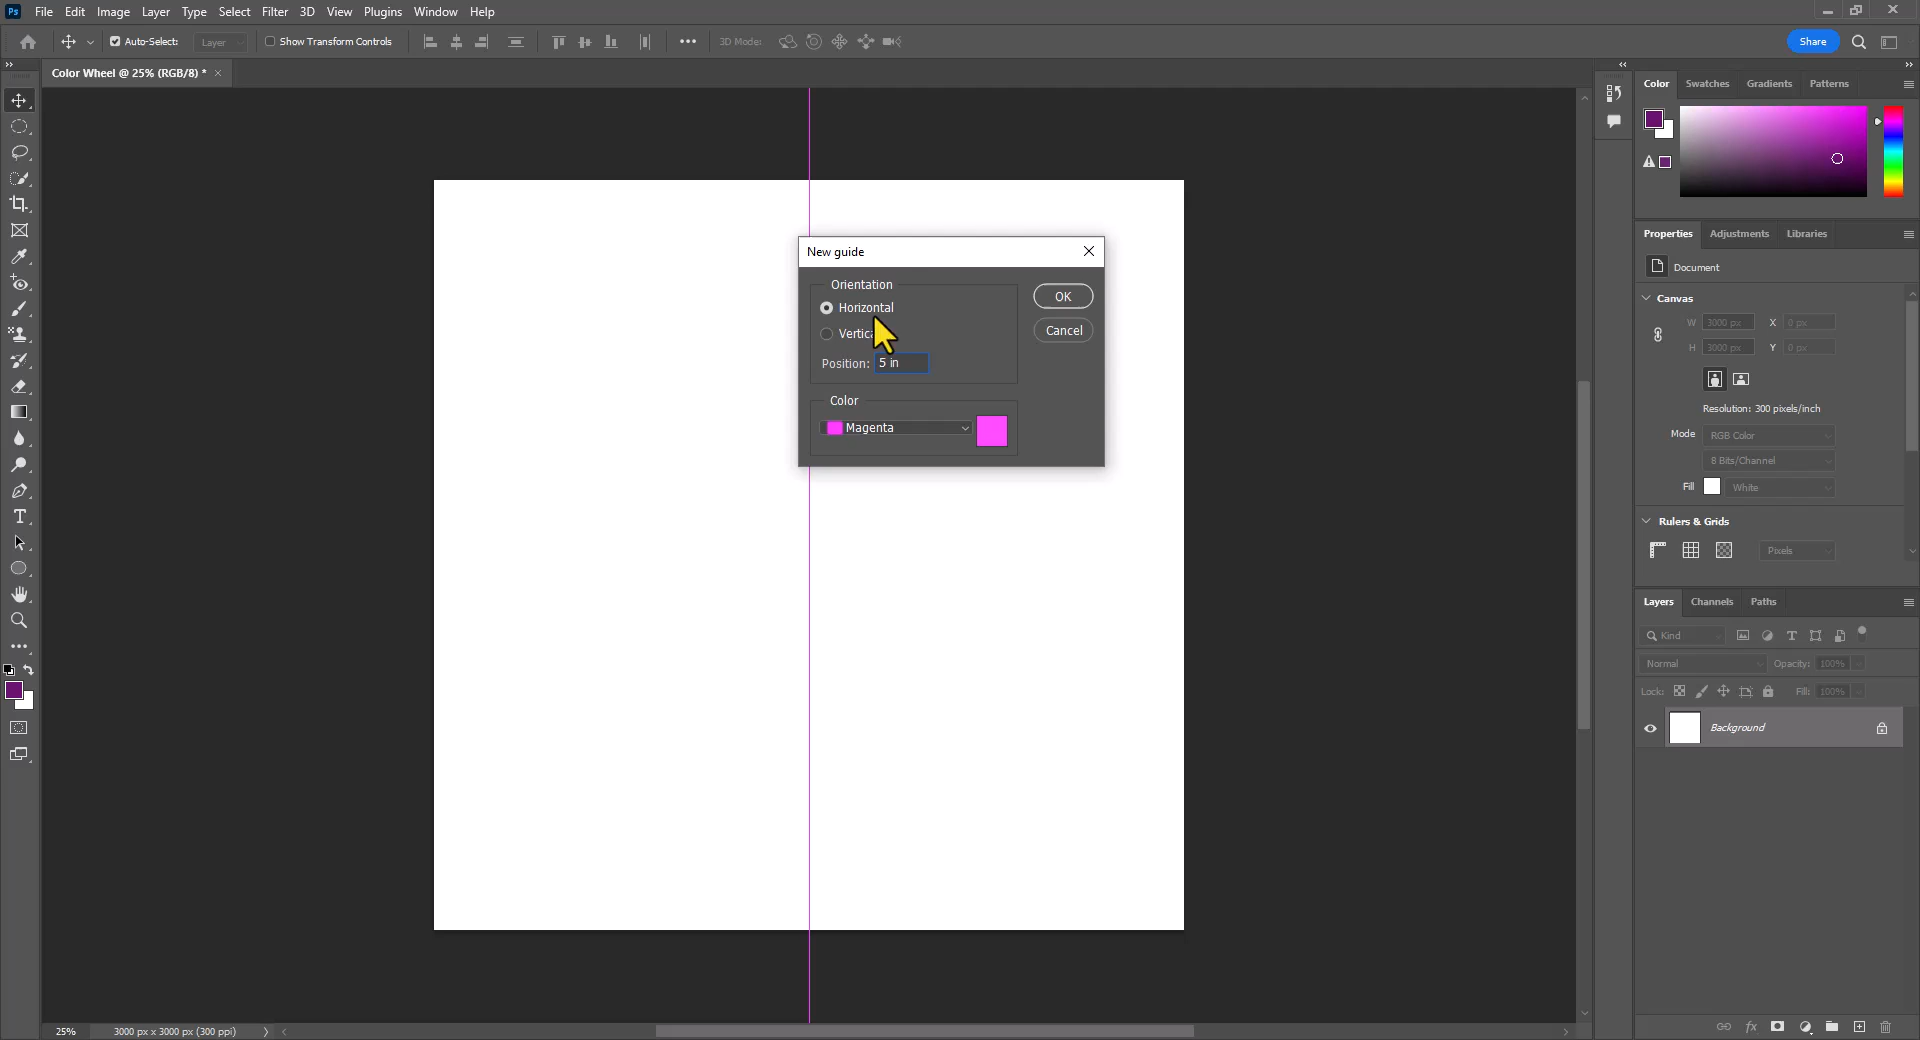 Ps File Edit Image Layer Type Select Filter 3D View Plugins Window Help
Auto-Select: Layer Show Transform Controls 3D Mode: Share
Color Wheel @ 25% (RGB/8) *
Color Swatches Gradients Patterns
New guide
Orientation
Horizontal
Position: 5 in
OK
Cancel
Color
Magenta
Properties Adjustments Libraries
Document
Canvas
W 3000 px X 0 px
H 3000 px Y 0 px
Resolution: 300 pixels/inch
Mode RGB Color
8 Bits/Channel
Fill White
Rulers & Grids
Pixels
Layers Channels Paths
Kind
Normal Opacity: 100%
Lock: Fill: 100%
Background
fx
25% 3000 px x 3000 px (300 ppi)